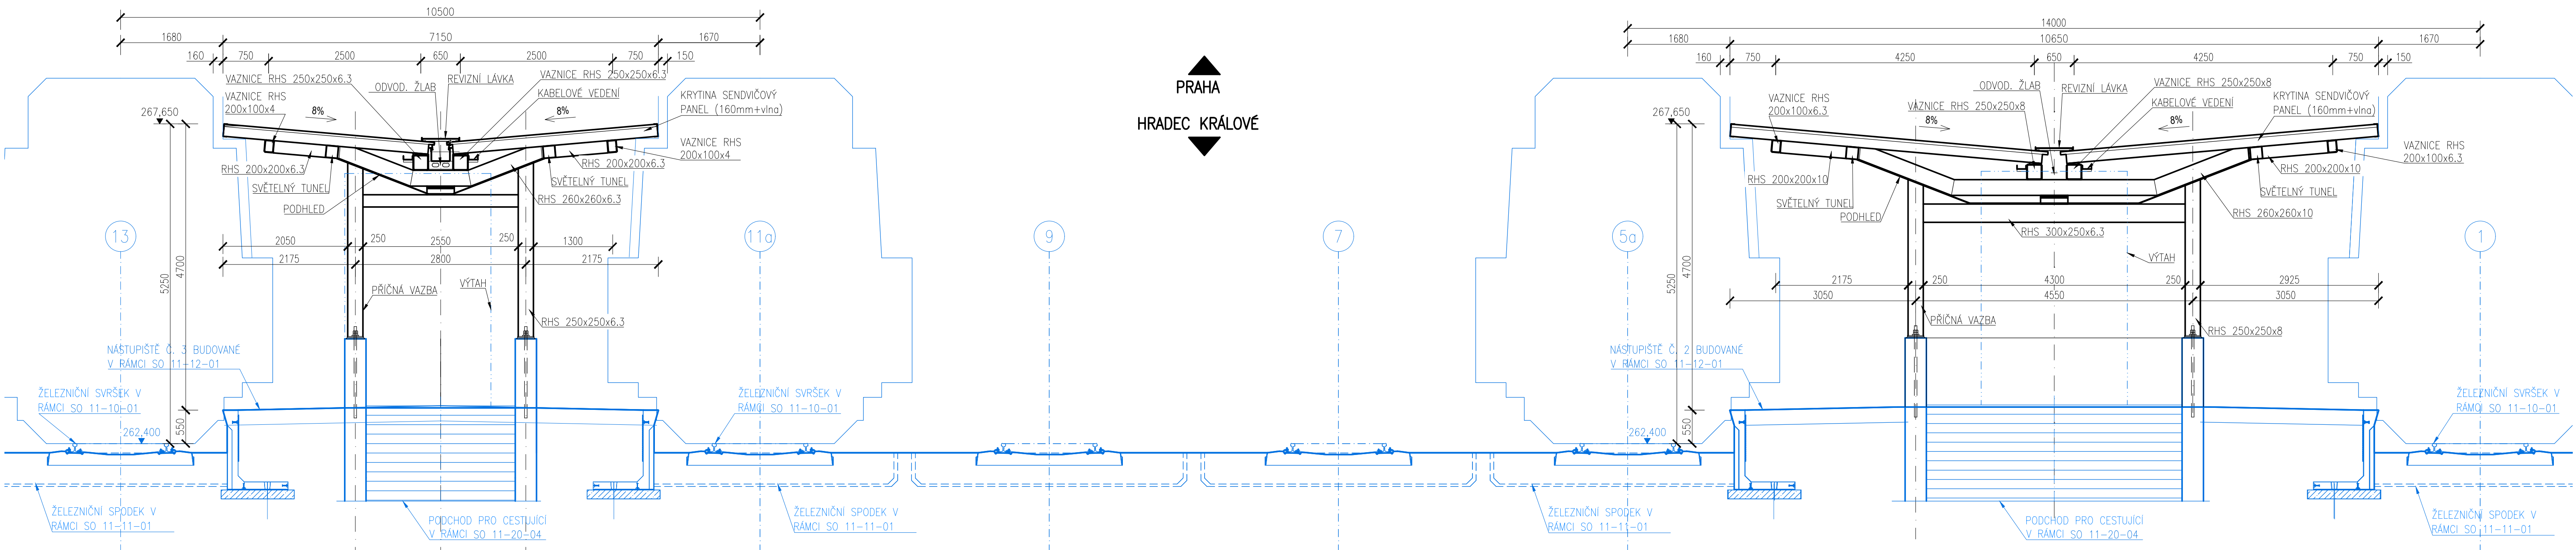 10500
1680
7150
1670
160
750
2500
650
2500
750
150
VAZNICE RHS 250x250x6.3
VAZNICE RHS
200x100x4
ODVOD. ŽLAB
REVIZNÍ LÁVKA
VAZNICE RHS 250x250x6.3
KABELOVÉ VEDENÍ
KRYTINA SENDVIČOVÝ
PANEL (160mm+vlna)
8%
8%
267,650
VAZNICE RHS
200x100x4
RHS 200x200x6.3
SVĚTELNÝ TUNEL
PODHLED
RHS 200x200x6.3
SVĚTELNÝ TUNEL
RHS 260x260x6.3
13
11a
2050
250
2550
250
1300
2175
2800
2175
5250
4700
PŘÍČNÁ VAZBA
VÝTAH
RHS 250x250x6.3
NÁSTUPIŠTĚ Č. 3 BUDOVANÉ
V RÁMCI SO 11-12-01
ŽELEZNIČNÍ SVRŠEK V
RÁMCI SO 11-10-01
262,400
550
ŽELEZNIČNÍ SVRŠEK V
RÁMCI SO 11-10-01
ŽELEZNIČNÍ SPODEK V
RÁMCI SO 11-11-01
PODCHOD PRO CESTUJÍCÍ
V RÁMCI SO 11-20-04
ŽELEZNIČNÍ SPODEK V
RÁMCI SO 11-11-01
PRAHA
HRADEC KRÁLOVÉ
9
7
14000
1680
10650
1670
160
750
4250
650
4250
750
150
VAZNICE RHS
200x100x6.3
VAZNICE RHS 250x250x8
ODVOD. ŽLAB
REVIZNÍ LÁVKA
VAZNICE RHS 250x250x8
KABELOVÉ VEDENÍ
KRYTINA SENDVIČOVÝ
PANEL (160mm+vlna)
8%
8%
267,650
VAZNICE RHS
200x100x6.3
RHS 200x200x10
SVĚTELNÝ TUNEL
PODHLED
RHS 200x200x10
SVĚTELNÝ TUNEL
RHS 260x260x10
RHS 300x250x6.3
5a
1
VÝTAH
2175
250
4300
250
2925
3050
4550
3050
5250
4700
PŘÍČNÁ VAZBA
RHS 250x250x8
NÁSTUPIŠTĚ Č. 2 BUDOVANÉ
V RÁMCI SO 11-12-01
262,400
550
ŽELEZNIČNÍ SVRŠEK V
RÁMCI SO 11-10-01
ŽELEZNIČNÍ SPODEK V
RÁMCI SO 11-11-01
PODCHOD PRO CESTUJÍCÍ
V RÁMCI SO 11-20-04
ŽELEZNIČNÍ SPODEK V
RÁMCI SO 11-11-01